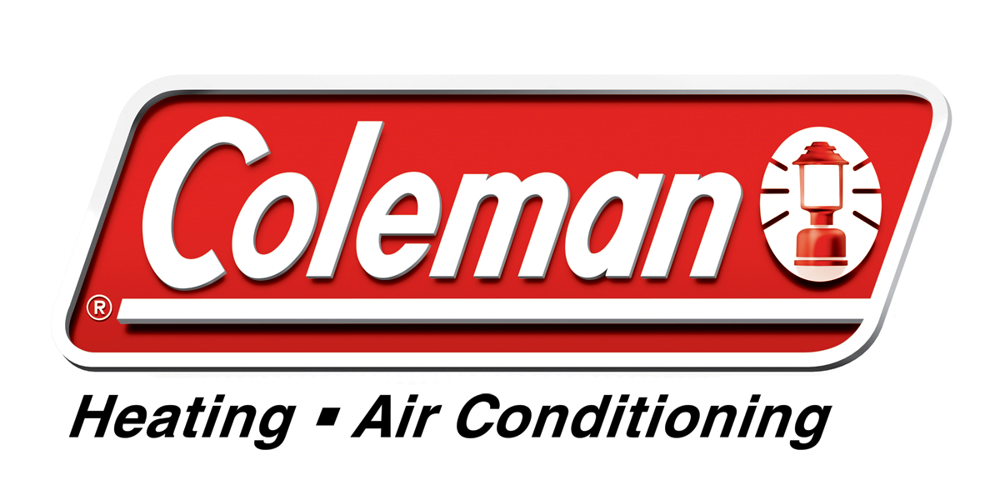 Coleman
®
Heating ▪ Air Conditioning